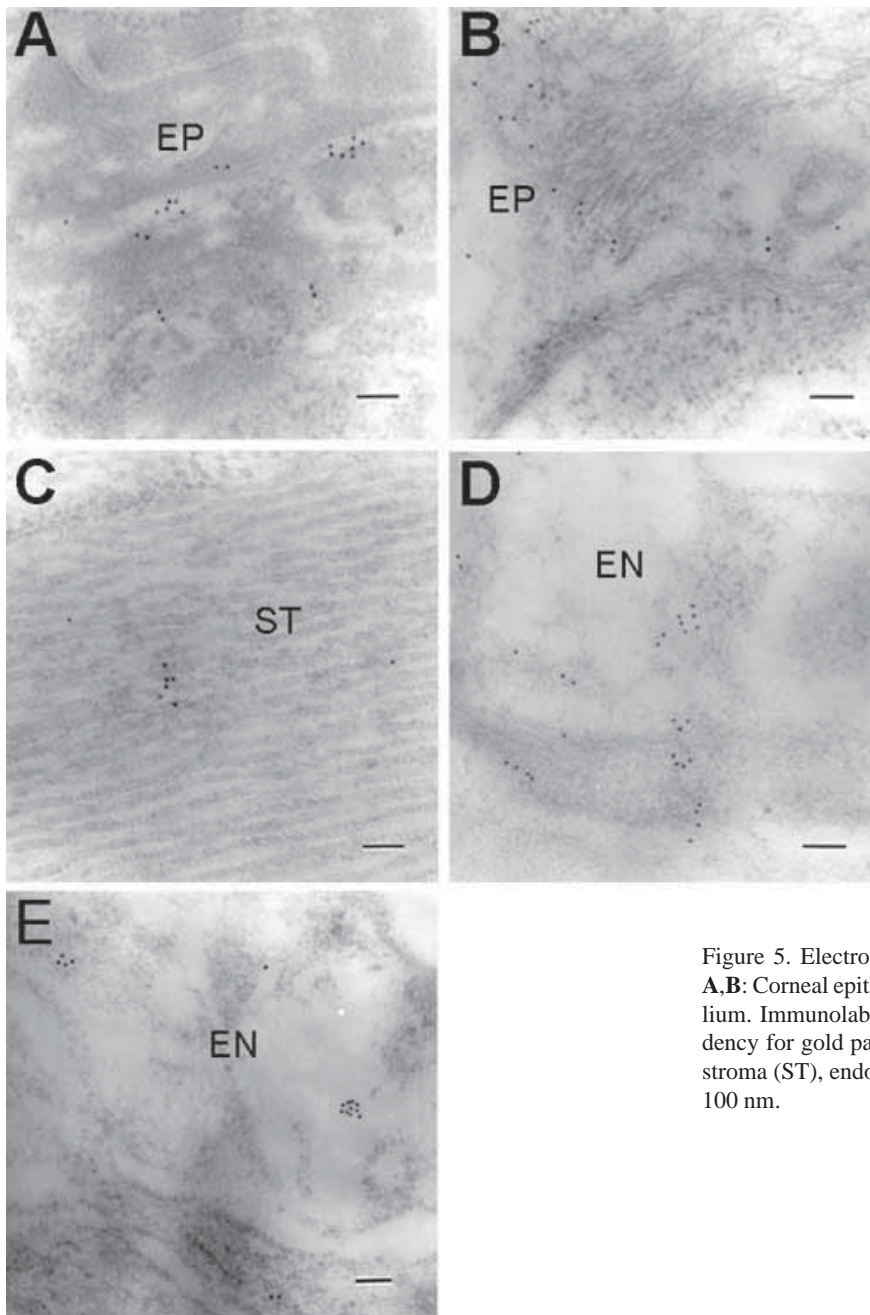 A
EP
B
EP
C
ST
D
EN
E
EN
Figure 5. Electro
A,B: Corneal epit
lium. Immunolab
dency for gold pa
stroma (ST), endo
100 nm.